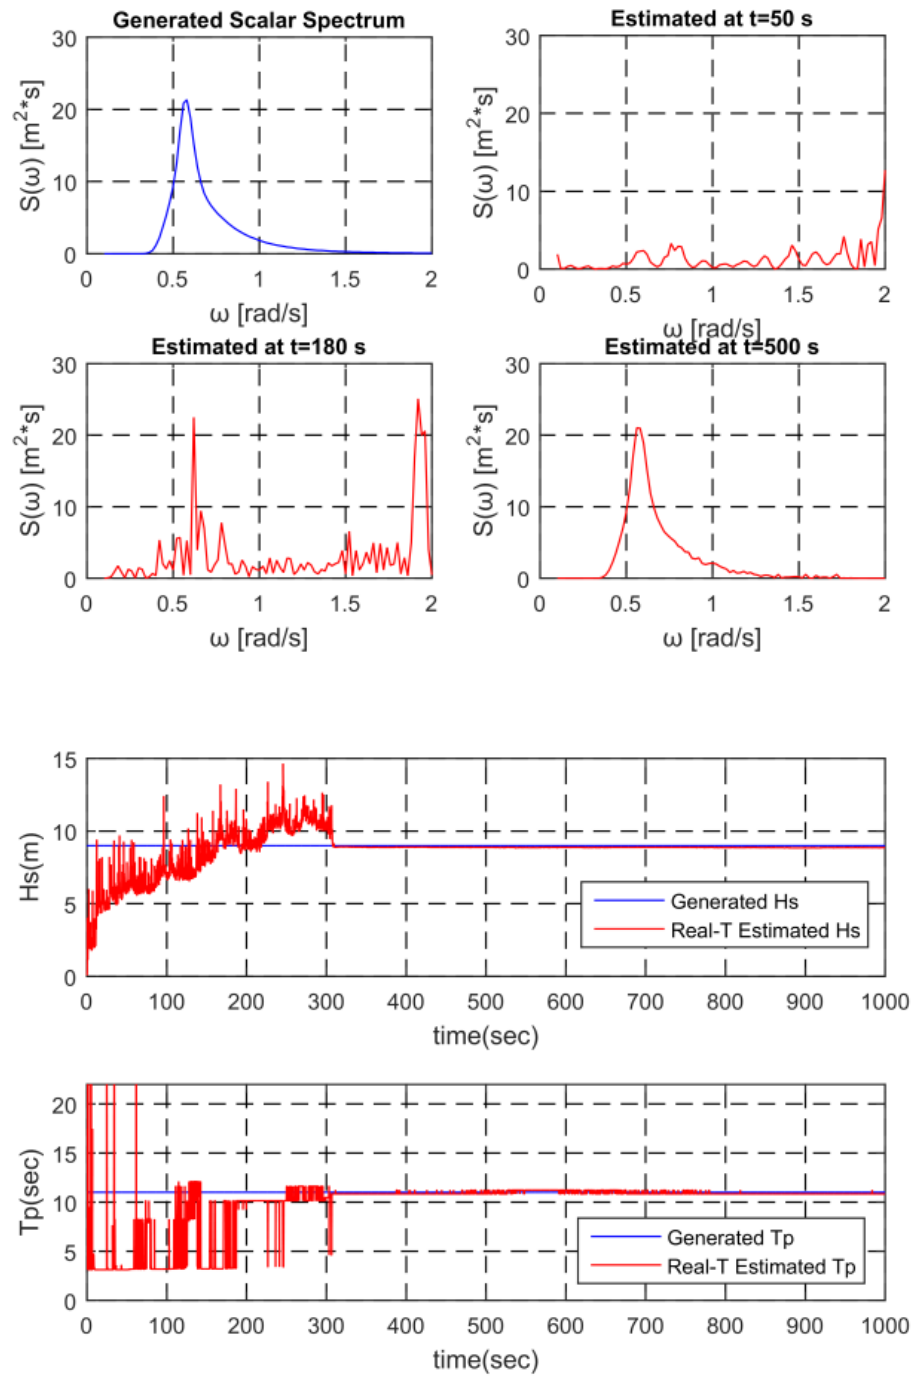 Generated Scalar Spectrum
30
20
10
0
S(ω) [m²*s]
0 0.5 1 1.5 2
ω [rad/s]
Estimated at t=50 s
30
20
10
0
S(ω) [m²*s]
0 0.5 1 1.5 2
ω [rad/s]
Estimated at t=180 s
30
20
10
0
S(ω) [m²*s]
0 0.5 1 1.5 2
ω [rad/s]
Estimated at t=500 s
30
20
10
0
S(ω) [m²*s]
0 0.5 1 1.5 2
ω [rad/s]
15
10
5
0
Hs(m)
Generated Hs
Real-T Estimated Hs
0 100 200 300 400 500 600 700 800 900 1000
time(sec)
20
15
10
5
0
Tp(sec)
Generated Tp
Real-T Estimated Tp
0 100 200 300 400 500 600 700 800 900 1000
time(sec)